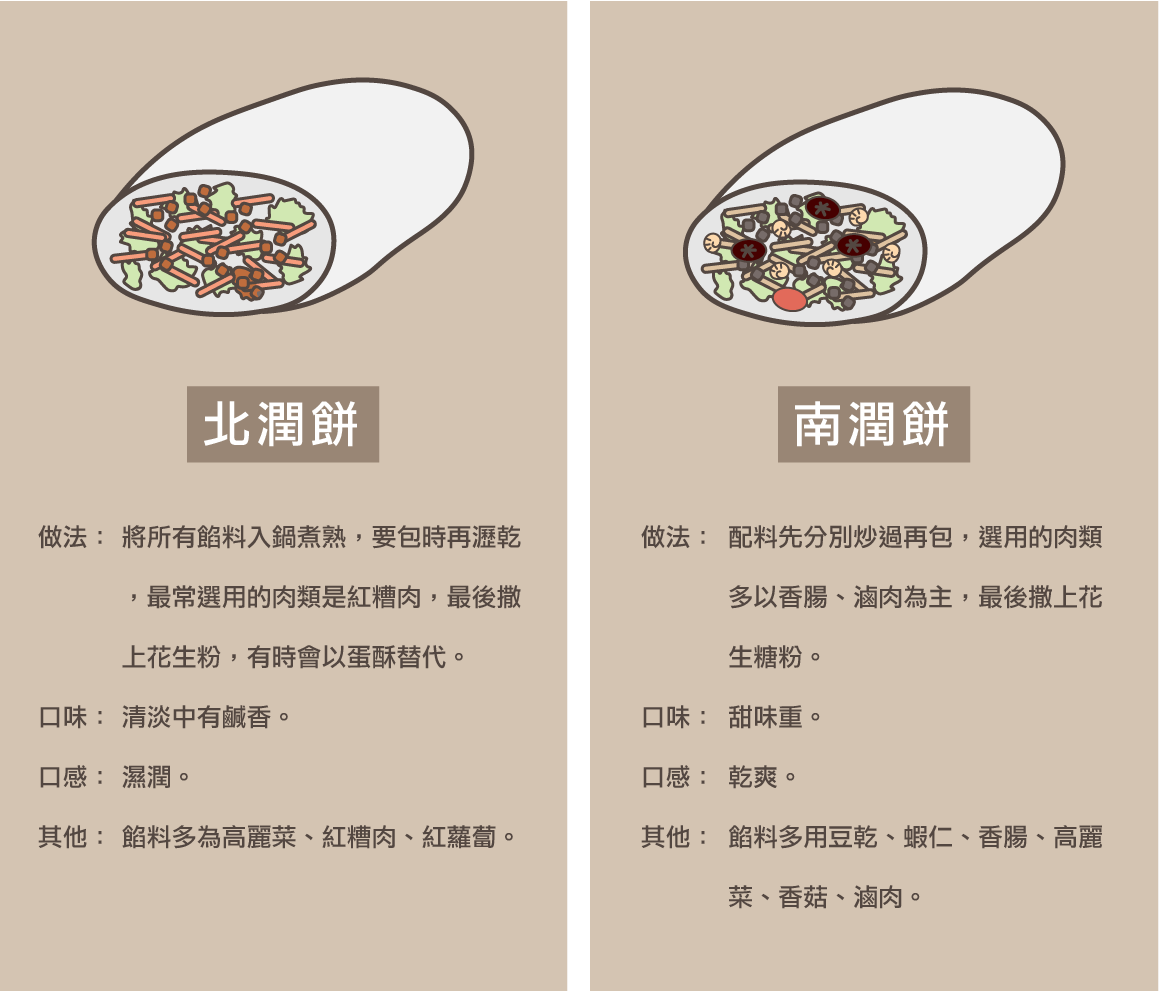 北潤餅
做法：將所有餡料入鍋煮熟，要包時再瀝乾
，最常選用的肉類是紅糟肉，最後撒
上花生粉，有時會以蛋酥替代。
口味：清淡中有鹹香。
口感：濕潤。
其他：餡料多為高麗菜、紅糟肉、紅蘿蔔。
南潤餅
做法：配料先分別炒過再包，選用的肉類
多以香腸、滷肉為主，最後撒上花
生糖粉。
口味：甜味重。
口感：乾爽。
其他：餡料多用豆乾、蝦仁、香腸、高麗
菜、香菇、滷肉。